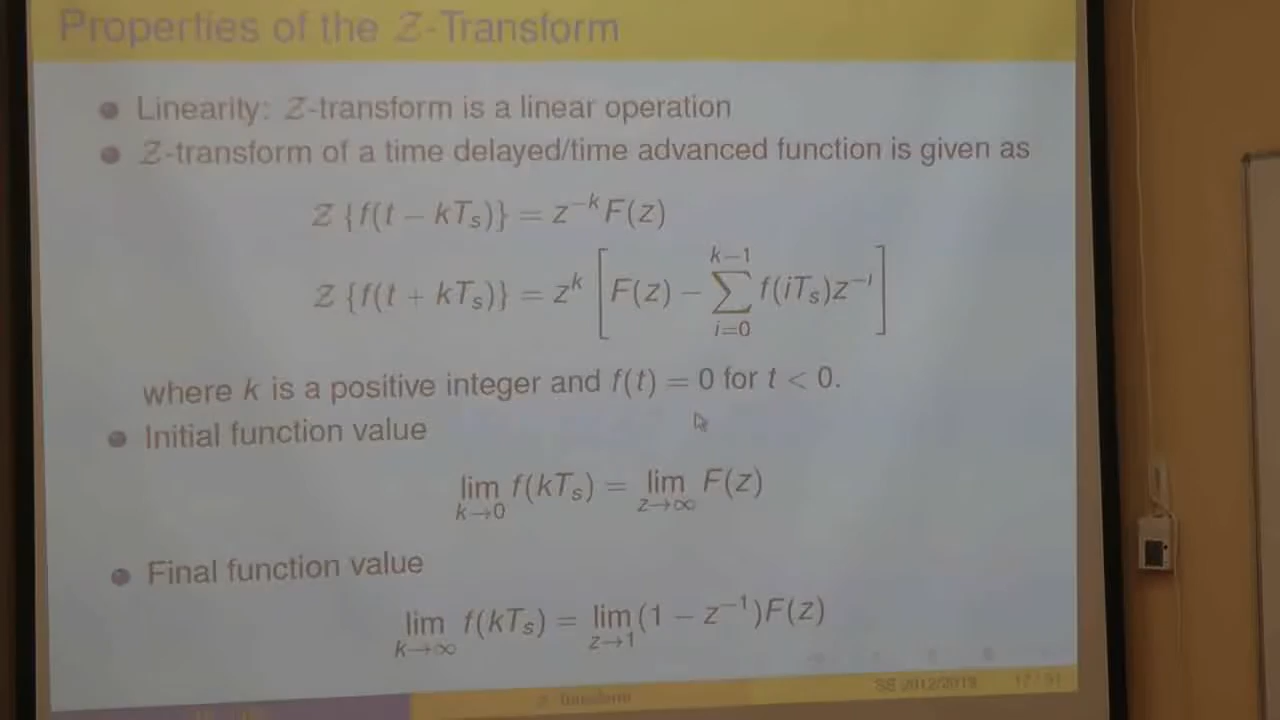 Properties of the Z-Transform
Linearity: Z-transform is a linear operation
Z-transform of a time delayed/time advanced function is given as
Z {f(t − kTₛ)} = z⁻ᵏF(z)
Z {f(t + kTₛ)} = zᵏ [F(z) − ∑_{i=0}^{k−1} f(iTₛ)z⁻ⁱ]
where k is a positive integer and f(t) = 0 for t < 0.
Initial function value
lim_{k→0} f(kTₛ) = lim_{z→∞} F(z)
Final function value
lim_{k→∞} f(kTₛ) = lim_{z→1} (1 − z⁻¹)F(z)
SS 2012/2013